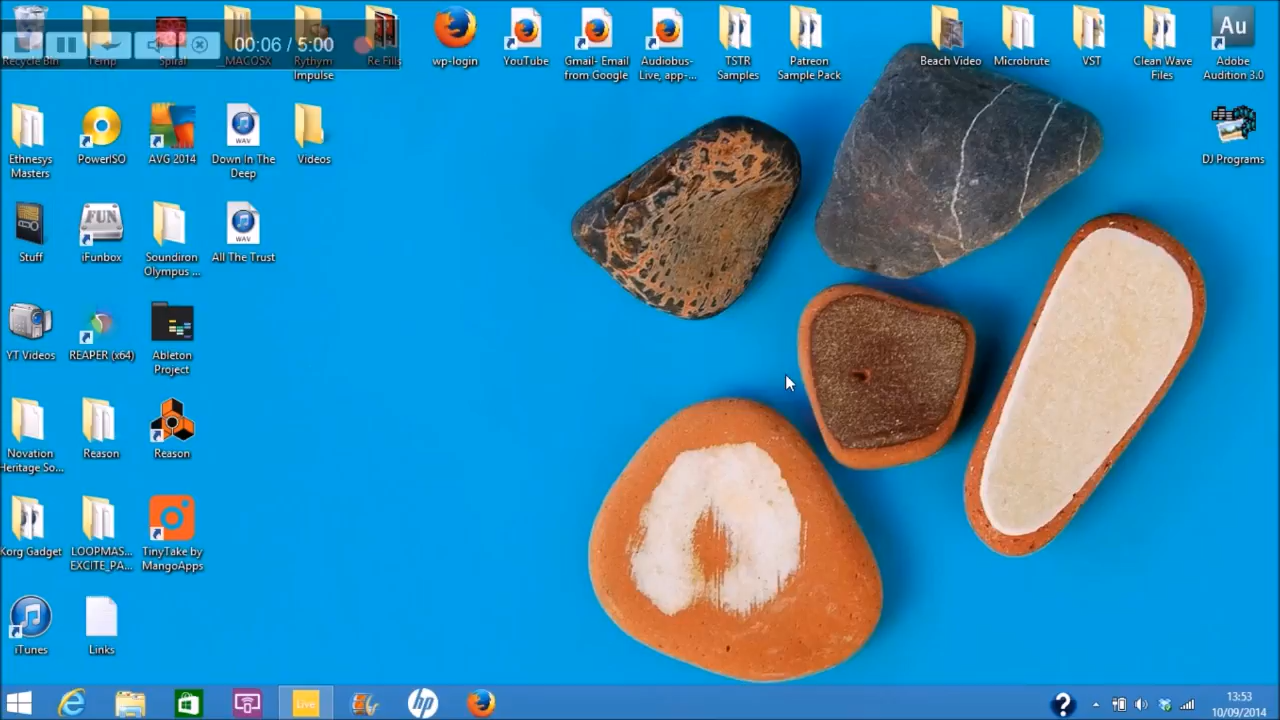 00:06 / 5:00
Recycle Bin
Temp
Spiral
_MACOSX
Rythym
Impulse
Re Fills
wp-login
YouTube
Gmail- Email
from Google
Audiobus-
Live, app-...
TSTR
Samples
Patreon
Sample Pack
Beach Video
Microbrute
VST
Clean Wave
Files
Au
Adobe
Audition 3.0
Ethnesys
Masters
PowerISO
AVG 2014
WAV
Down In The
Deep
Videos
DJ Programs
Stuff
FUN
iFunbox
Soundiron
Olympus ...
WAV
All The Trust
YT Videos
REAPER (x64)
Ableton
Project
Novation
Heritage So...
Reason
Reason
Korg Gadget
LOOPMAS...
EXCITE_PA...
TinyTake by
MangoApps
iTunes
Links
Live
hp
?
13:53
10/09/2014